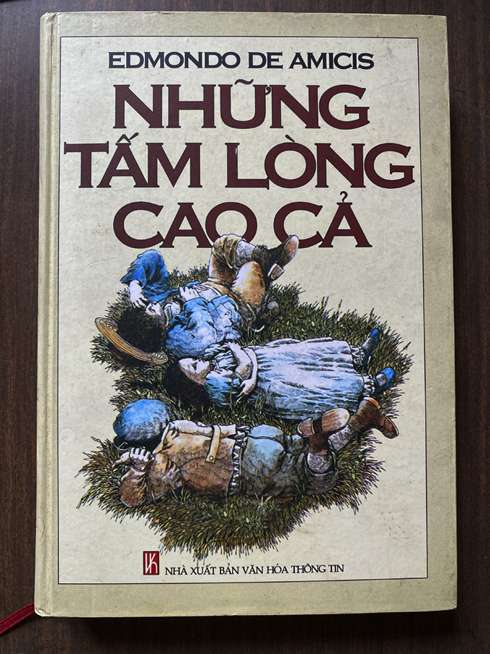 EDMONDO DE AMICIS
NHỮNG
TẤM LÒNG
CAO CẢ
NHÀ XUẤT BẢN VĂN HÓA THÔNG TIN